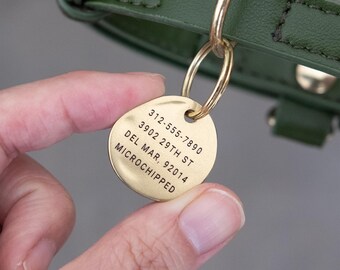 312-555-7890
3902 29TH ST
DEL MAR, 92014
MICROCHIPPED